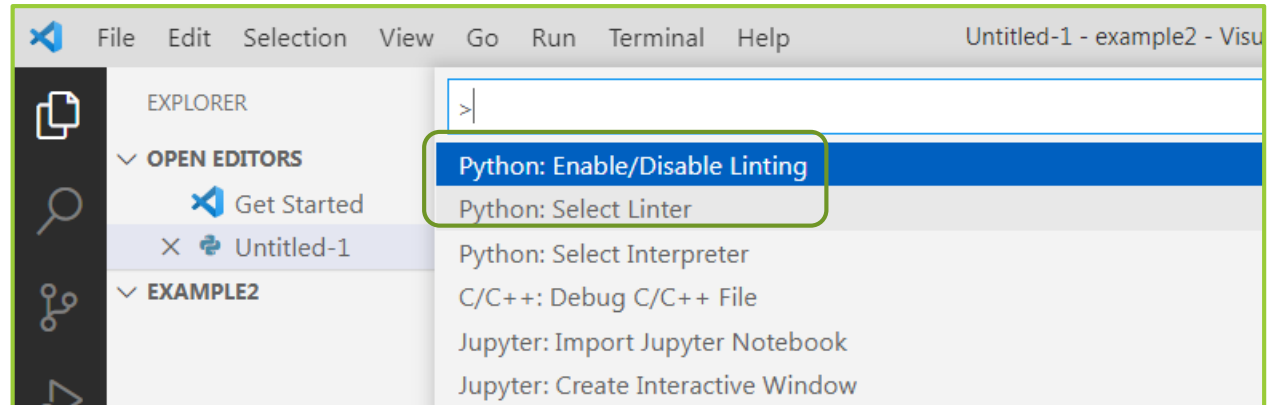 File Edit Selection View Go Run Terminal Help Untitled-1 - example2 - Visu
EXPLORER
>
OPEN EDITORS
Get Started
Untitled-1
EXAMPLE2
Python: Enable/Disable Linting
Python: Select Linter
Python: Select Interpreter
C/C++: Debug C/C++ File
Jupyter: Import Jupyter Notebook
Jupyter: Create Interactive Window